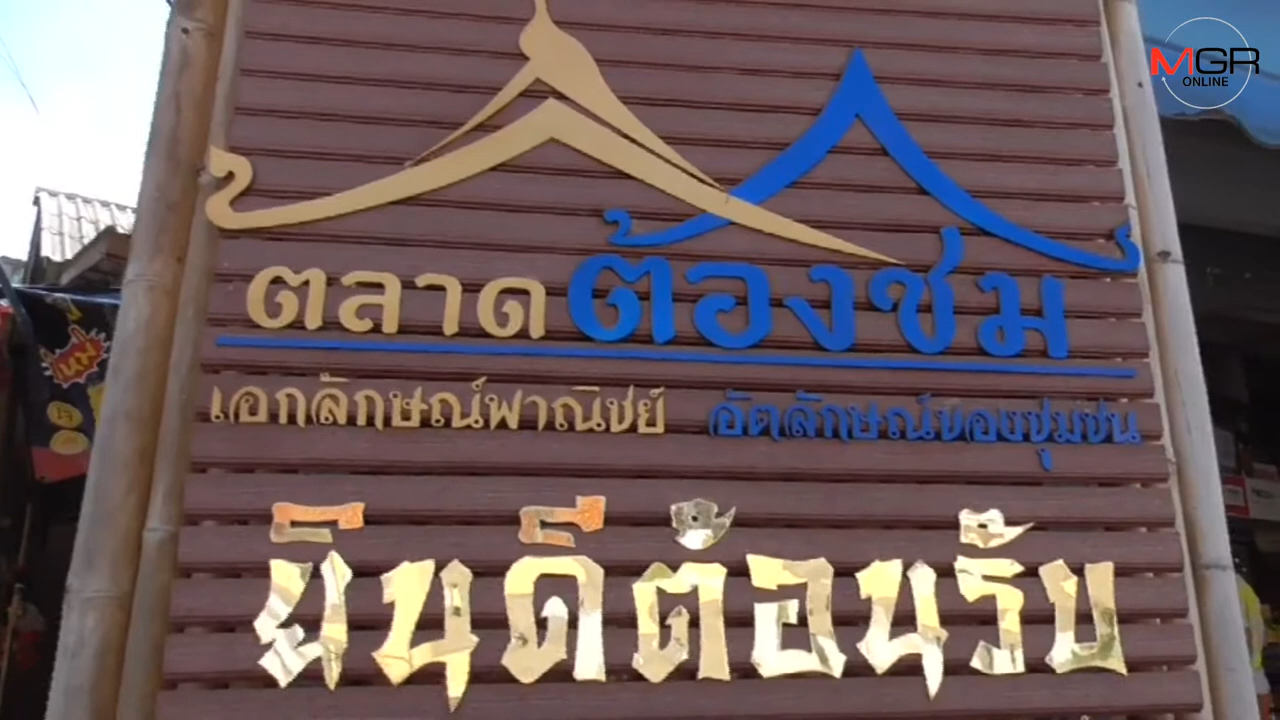 MGR
ONLINE
ตลาดต้องชม
เอกลักษณ์พาณิชย์ อัตลักษณ์ของชุมชน
ยินดีต้อนรับ